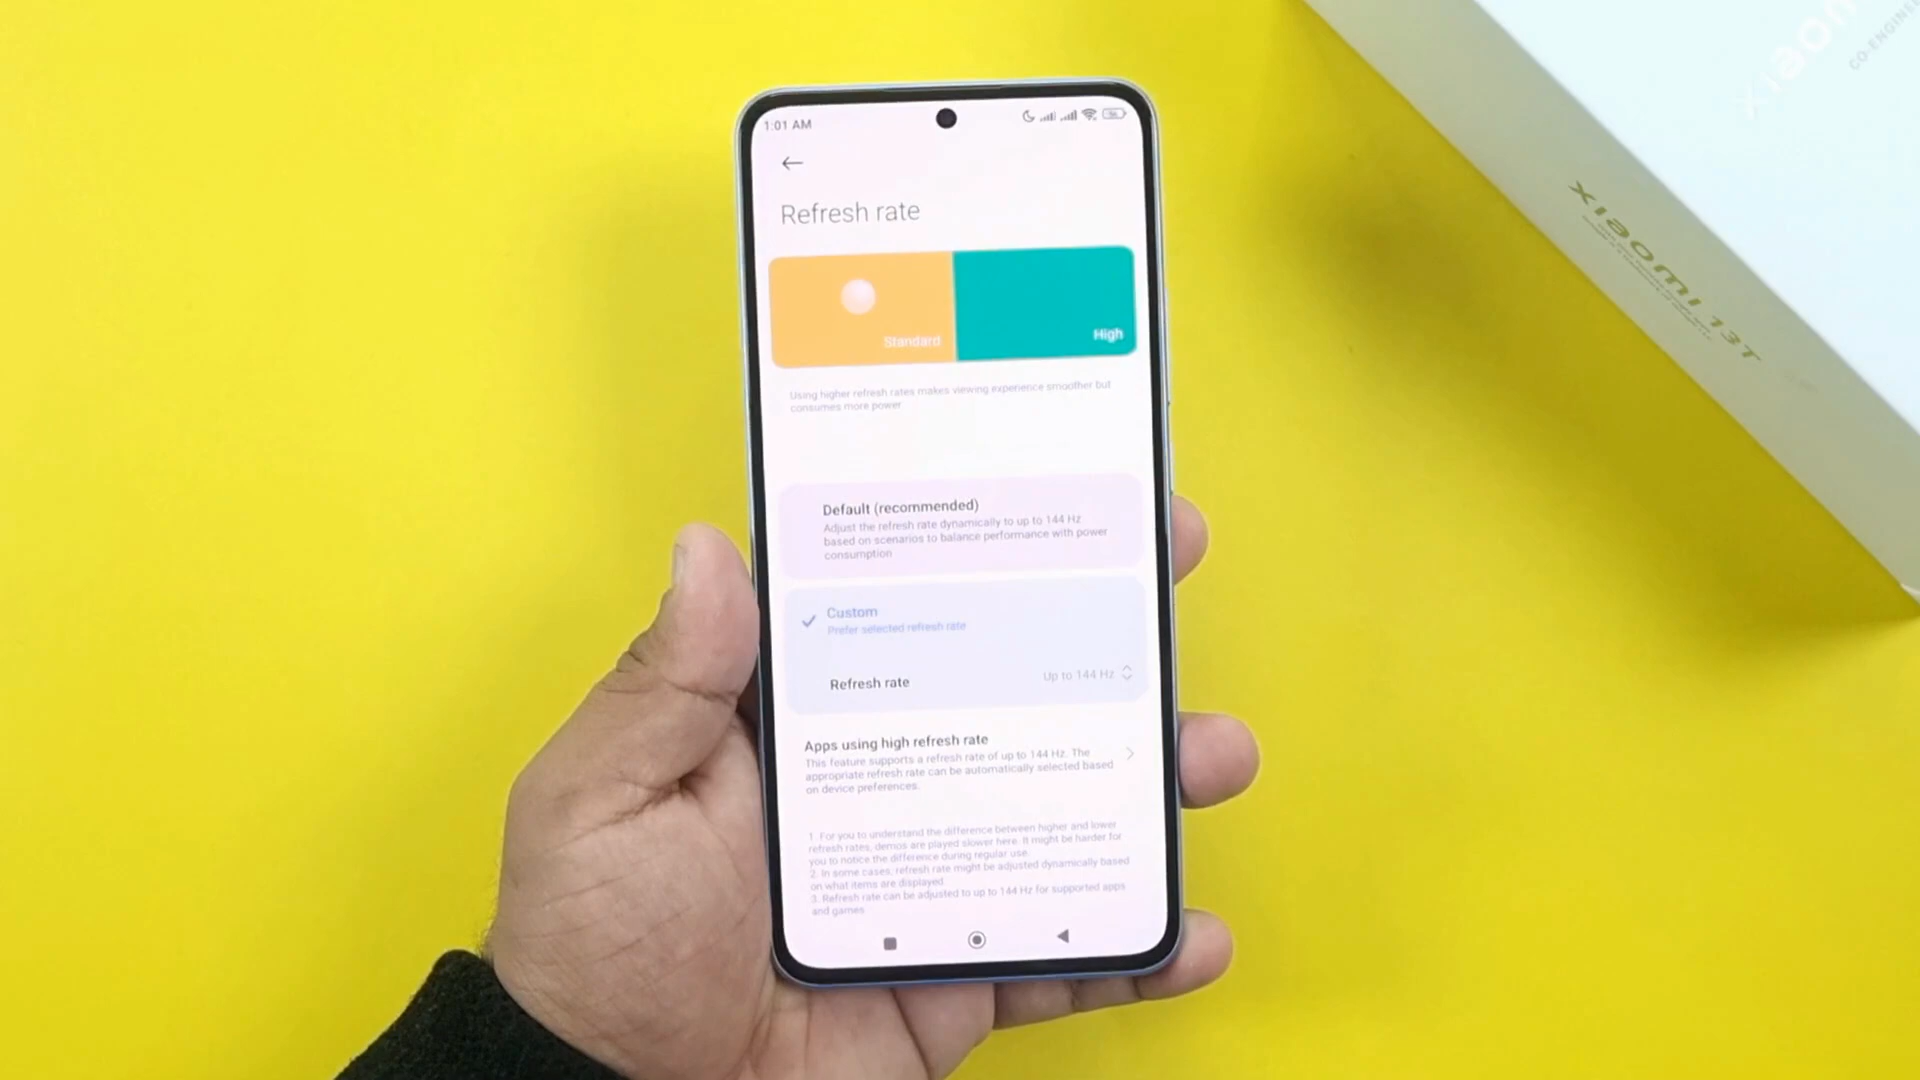 1:01 AM
Refresh rate
Standard
High
Using higher refresh rates makes viewing experience smoother but
consumes more power
Default (recommended)
Adjust the refresh rate dynamically to up to 144 Hz
based on scenarios to balance performance with power
consumption
Custom
Prefer selected refresh rate
Refresh rate
Up to 144 Hz
Apps using high refresh rate
This feature supports a refresh rate of up to 144 Hz. The
appropriate refresh rate can be automatically selected based
on device preferences.
1. For you to understand the difference between higher and lower
refresh rates, demos are played slower here. It might be harder for
you to notice the difference during regular use.
2. In some cases, refresh rate might be adjusted dynamically based
on what items are displayed.
3. Refresh rate can be adjusted to up to 144 Hz for supported apps
and games
xiaomi 13T